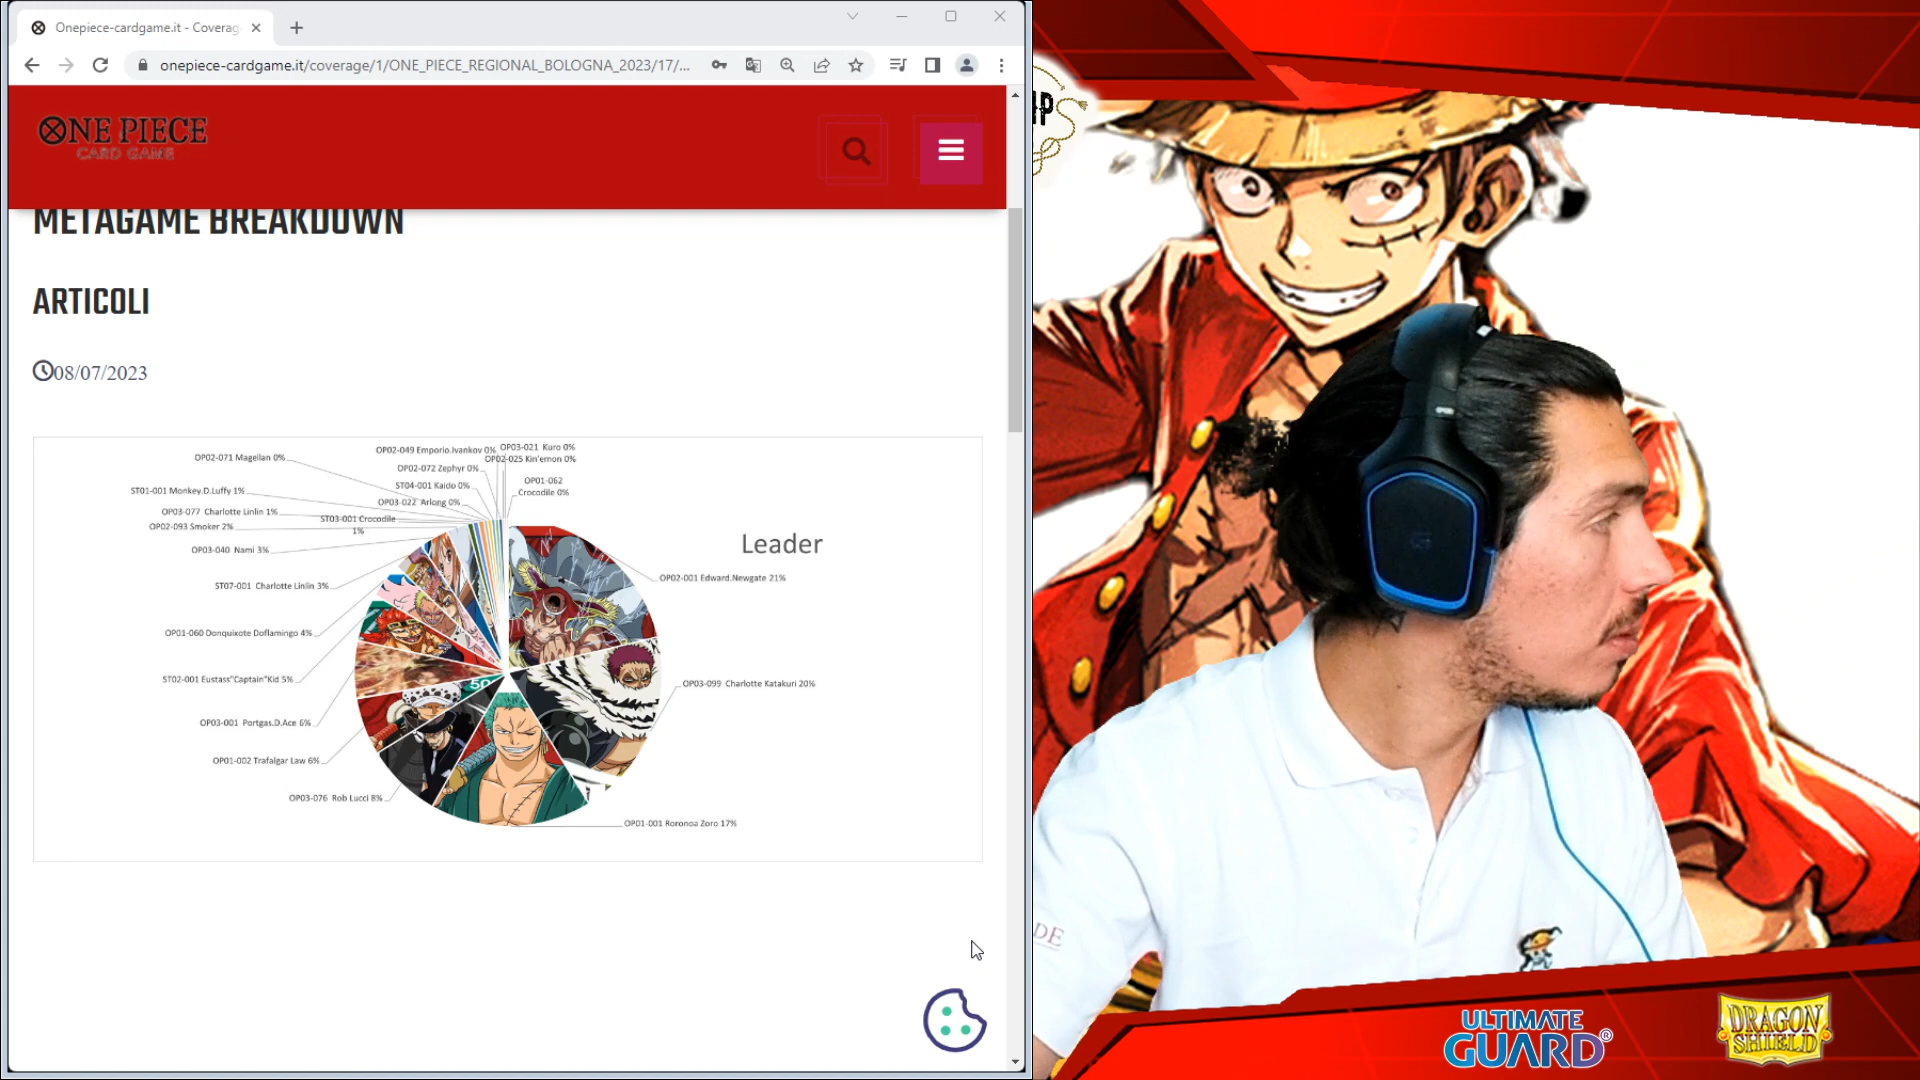 Onepiece-cardgame.it - Coverag
onepiece-cardgame.it/coverage/1/ONE_PIECE_REGIONAL_BOLOGNA_2023/17/...
ONE PIECE
CARD GAME
METAGAME BREAKDOWN
ARTICOLI
08/07/2023
Leader
OP02-071 Magellan 0%
OP02-049 Emporio.Ivankov 0%
OP03-021 Kuro 0%
OP02-025 Kin'emon 0%
OP02-072 Zephyr 0%
ST04-001 Kaido 0%
OP01-062
Crocodile 0%
ST01-001 Monkey.D.Luffy 1%
OP03-022 Arlong 0%
OP03-077 Charlotte Linlin 1%
ST03-001 Crocodile
1%
OP02-093 Smoker 2%
OP03-040 Nami 3%
OP02-001 Edward.Newgate 21%
ST07-001 Charlotte Linlin 3%
OP01-060 Donquixote Doflamingo 4%
ST02-001 Eustass"Captain"Kid 5%
OP03-099 Charlotte Katakuri 20%
OP03-001 Portgas.D.Ace 6%
OP01-002 Trafalgar Law 6%
OP03-076 Rob Lucci 8%
OP01-001 Roronoa Zoro 17%
50
IP
DE
ULTIMATE
GUARD®
DRAGON
SHIELD